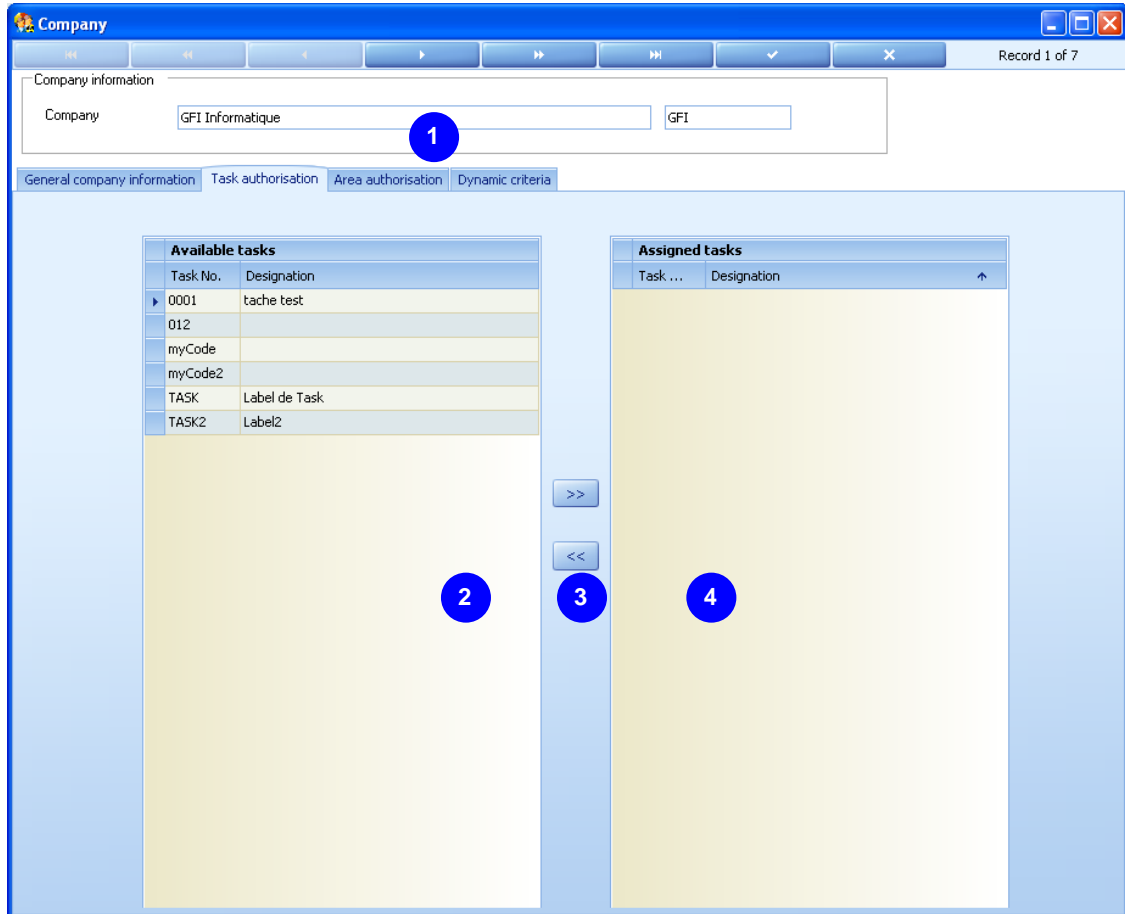 Company
Record 1 of 7
Company information
Company GFI Informatique GFI
1
General company information Task authorisation Area authorisation Dynamic criteria
Available tasks Assigned tasks
Task No. Designation Task ... Designation
0001 tache test
012
myCode
myCode2
TASK Label de Task
TASK2 Label2
>>
<<
2 3 4